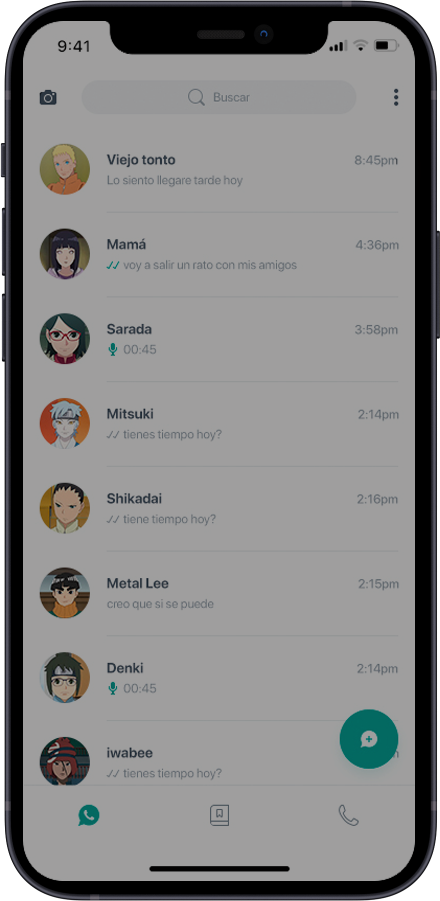 9:41
Buscar
Viejo tonto 8:45pm
Lo siento llegare tarde hoy
Mamá 4:36pm
voy a salir un rato con mis amigos
Sarada 3:58pm
00:45
Mitsuki 2:14pm
tienes tiempo hoy?
Shikadai 2:16pm
tiene tiempo hoy?
Metal Lee 2:15pm
creo que si se puede
Denki 2:14pm
00:45
iwabee
tienes tiempo hoy?